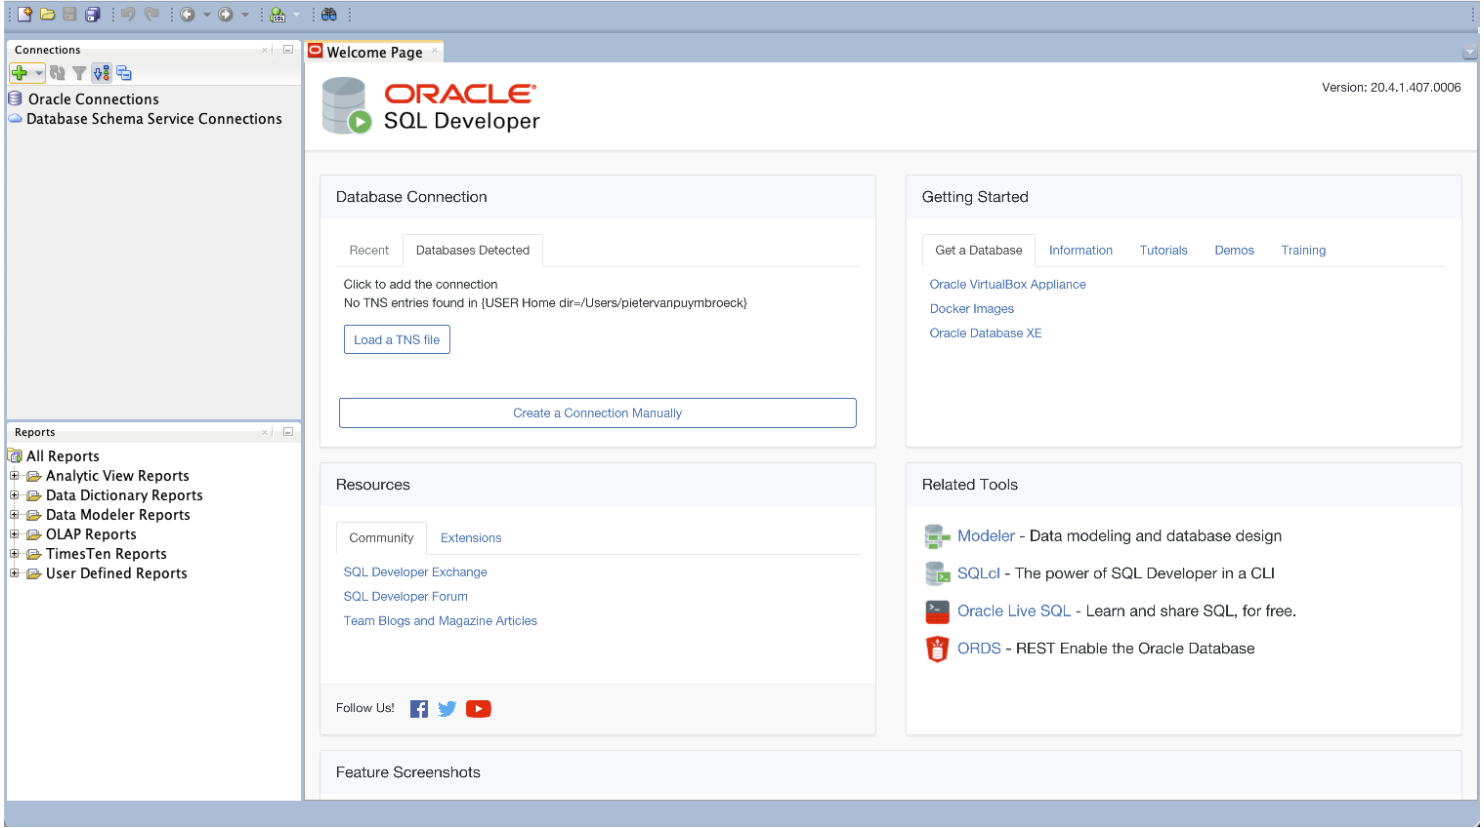 Connections
Oracle Connections
Database Schema Service Connections
Reports
All Reports
Analytic View Reports
Data Dictionary Reports
Data Modeler Reports
OLAP Reports
TimesTen Reports
User Defined Reports
Welcome Page
ORACLE
SQL Developer
Version: 20.4.1.407.0006
Database Connection
Recent Databases Detected
Click to add the connection
No TNS entries found in {USER Home dir=/Users/pietervanpuymbroeck}
Load a TNS file
Create a Connection Manually
Getting Started
Get a Database Information Tutorials Demos Training
Oracle VirtualBox Appliance
Docker Images
Oracle Database XE
Resources
Community Extensions
SQL Developer Exchange
SQL Developer Forum
Team Blogs and Magazine Articles
Follow Us!
Related Tools
Modeler - Data modeling and database design
SQLcl - The power of SQL Developer in a CLI
Oracle Live SQL - Learn and share SQL, for free.
ORDS - REST Enable the Oracle Database
Feature Screenshots